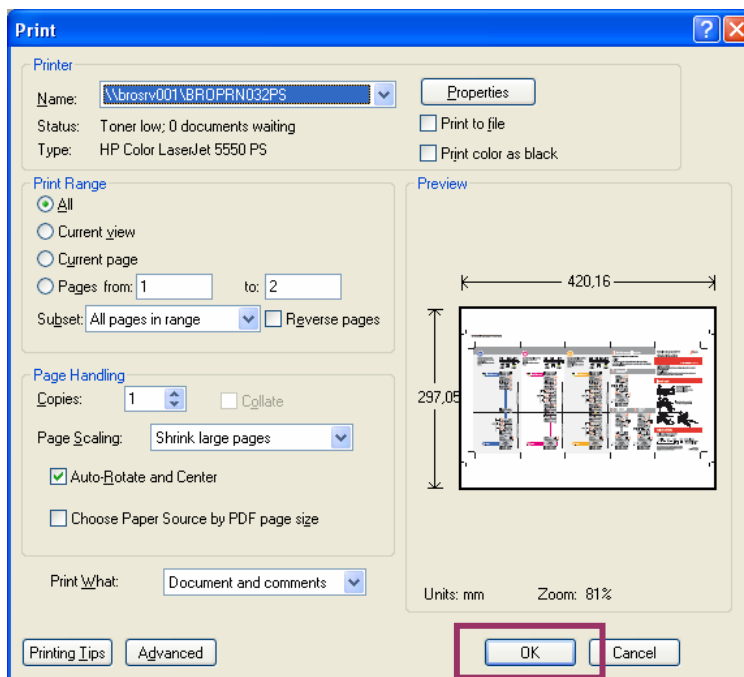 Print
Printer
Name: \\brosrv001\BROPRN032PS
Properties
Status: Toner low; 0 documents waiting
Print to file
Type: HP Color LaserJet 5550 PS
Print color as black
Print Range
All
Current view
Current page
Pages from: 1 to: 2
Subset: All pages in range
Reverse pages
Page Handling
Copies: 1
Collate
Page Scaling: Shrink large pages
Auto-Rotate and Center
Choose Paper Source by PDF page size
Print What: Document and comments
Preview
420,16
297,05
Units: mm Zoom: 81%
Printing Tips
Advanced
OK
Cancel